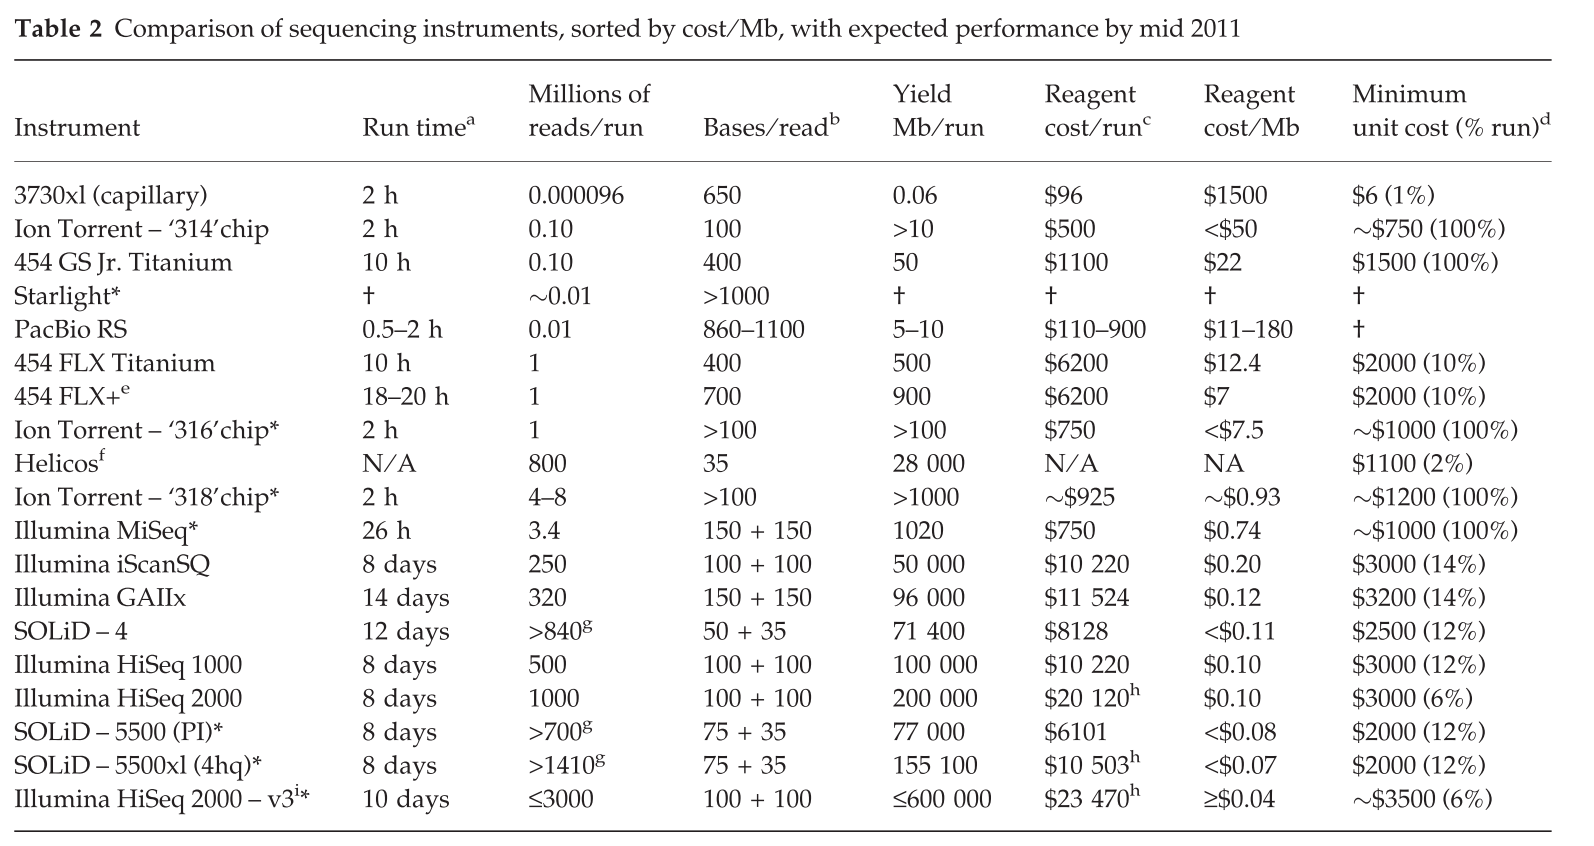 Table 2 Comparison of sequencing instruments, sorted by cost/Mb, with expected performance by mid 2011
Instrument Run timeᵃ Millions of reads/run Bases/readᵇ Yield Mb/run Reagent cost/runᶜ Reagent cost/Mb Minimum unit cost (% run)ᵈ
3730xl (capillary) 2 h 0.000096 650 0.06 $96 $1500 $6 (1%)
Ion Torrent – ‘314’chip 2 h 0.10 100 >10 $500 <$50 ~$750 (100%)
454 GS Jr. Titanium 10 h 0.10 400 50 $1100 $22 $1500 (100%)
Starlight* † ~0.01 >1000 † † † †
PacBio RS 0.5–2 h 0.01 860–1100 5–10 $110–900 $11–180 †
454 FLX Titanium 10 h 1 400 500 $6200 $12.4 $2000 (10%)
454 FLX+ᵉ 18–20 h 1 700 900 $6200 $7 $2000 (10%)
Ion Torrent – ‘316’chip* 2 h 1 >100 >100 $750 <$7.5 ~$1000 (100%)
Helicosᶠ N/A 800 35 28 000 N/A NA $1100 (2%)
Ion Torrent – ‘318’chip* 2 h 4–8 >100 >1000 ~$925 ~$0.93 ~$1200 (100%)
Illumina MiSeq* 26 h 3.4 150 + 150 1020 $750 $0.74 ~$1000 (100%)
Illumina iScanSQ 8 days 250 100 + 100 50 000 $10 220 $0.20 $3000 (14%)
Illumina GAIIx 14 days 320 150 + 150 96 000 $11 524 $0.12 $3200 (14%)
SOLiD – 4 12 days >840ᵍ 50 + 35 71 400 $8128 <$0.11 $2500 (12%)
Illumina HiSeq 1000 8 days 500 100 + 100 100 000 $10 220 $0.10 $3000 (12%)
Illumina HiSeq 2000 8 days 1000 100 + 100 200 000 $20 120ʰ $0.10 $3000 (6%)
SOLiD – 5500 (PI)* 8 days >700ᵍ 75 + 35 77 000 $6101 <$0.08 $2000 (12%)
SOLiD – 5500xl (4hq)* 8 days >1410ᵍ 75 + 35 155 100 $10 503ʰ <$0.07 $2000 (12%)
Illumina HiSeq 2000 – v3ⁱ* 10 days ≤3000 100 + 100 ≤600 000 $23 470ʰ ≥$0.04 ~$3500 (6%)